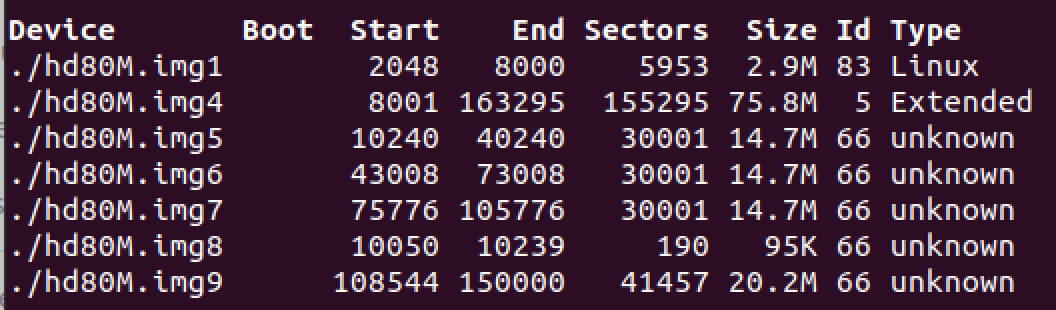 Device Boot Start End Sectors Size Id Type
./hd80M.img1 2048 8000 5953 2.9M 83 Linux
./hd80M.img4 8001 163295 155295 75.8M 5 Extended
./hd80M.img5 10240 40240 30001 14.7M 66 unknown
./hd80M.img6 43008 73008 30001 14.7M 66 unknown
./hd80M.img7 75776 105776 30001 14.7M 66 unknown
./hd80M.img8 10050 10239 190 95K 66 unknown
./hd80M.img9 108544 150000 41457 20.2M 66 unknown